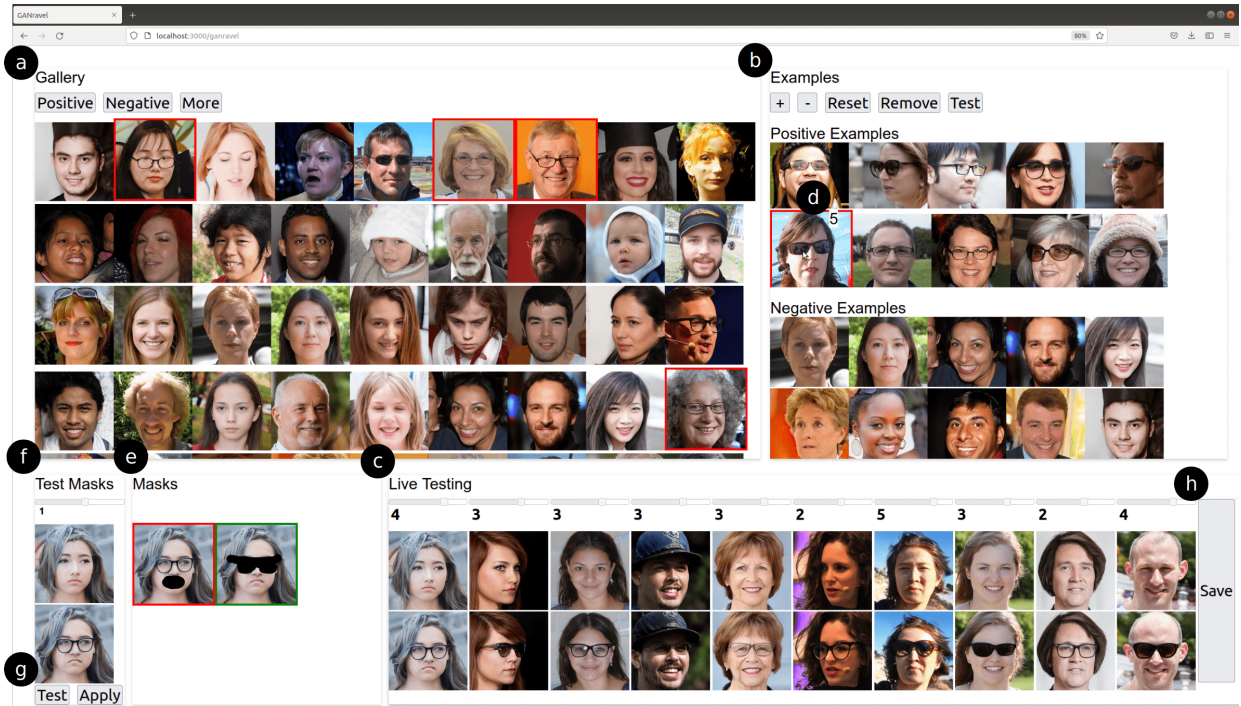 GANravel × +
localhost:3000/ganravel 80%
a
Gallery
Positive Negative More
b
Examples
+ - Reset Remove Test
Positive Examples
d
5
Negative Examples
f
e
c
h
Test Masks
Masks
Live Testing
1
4 3 3 3 3 2 5 3 2 4
Save
g
Test Apply